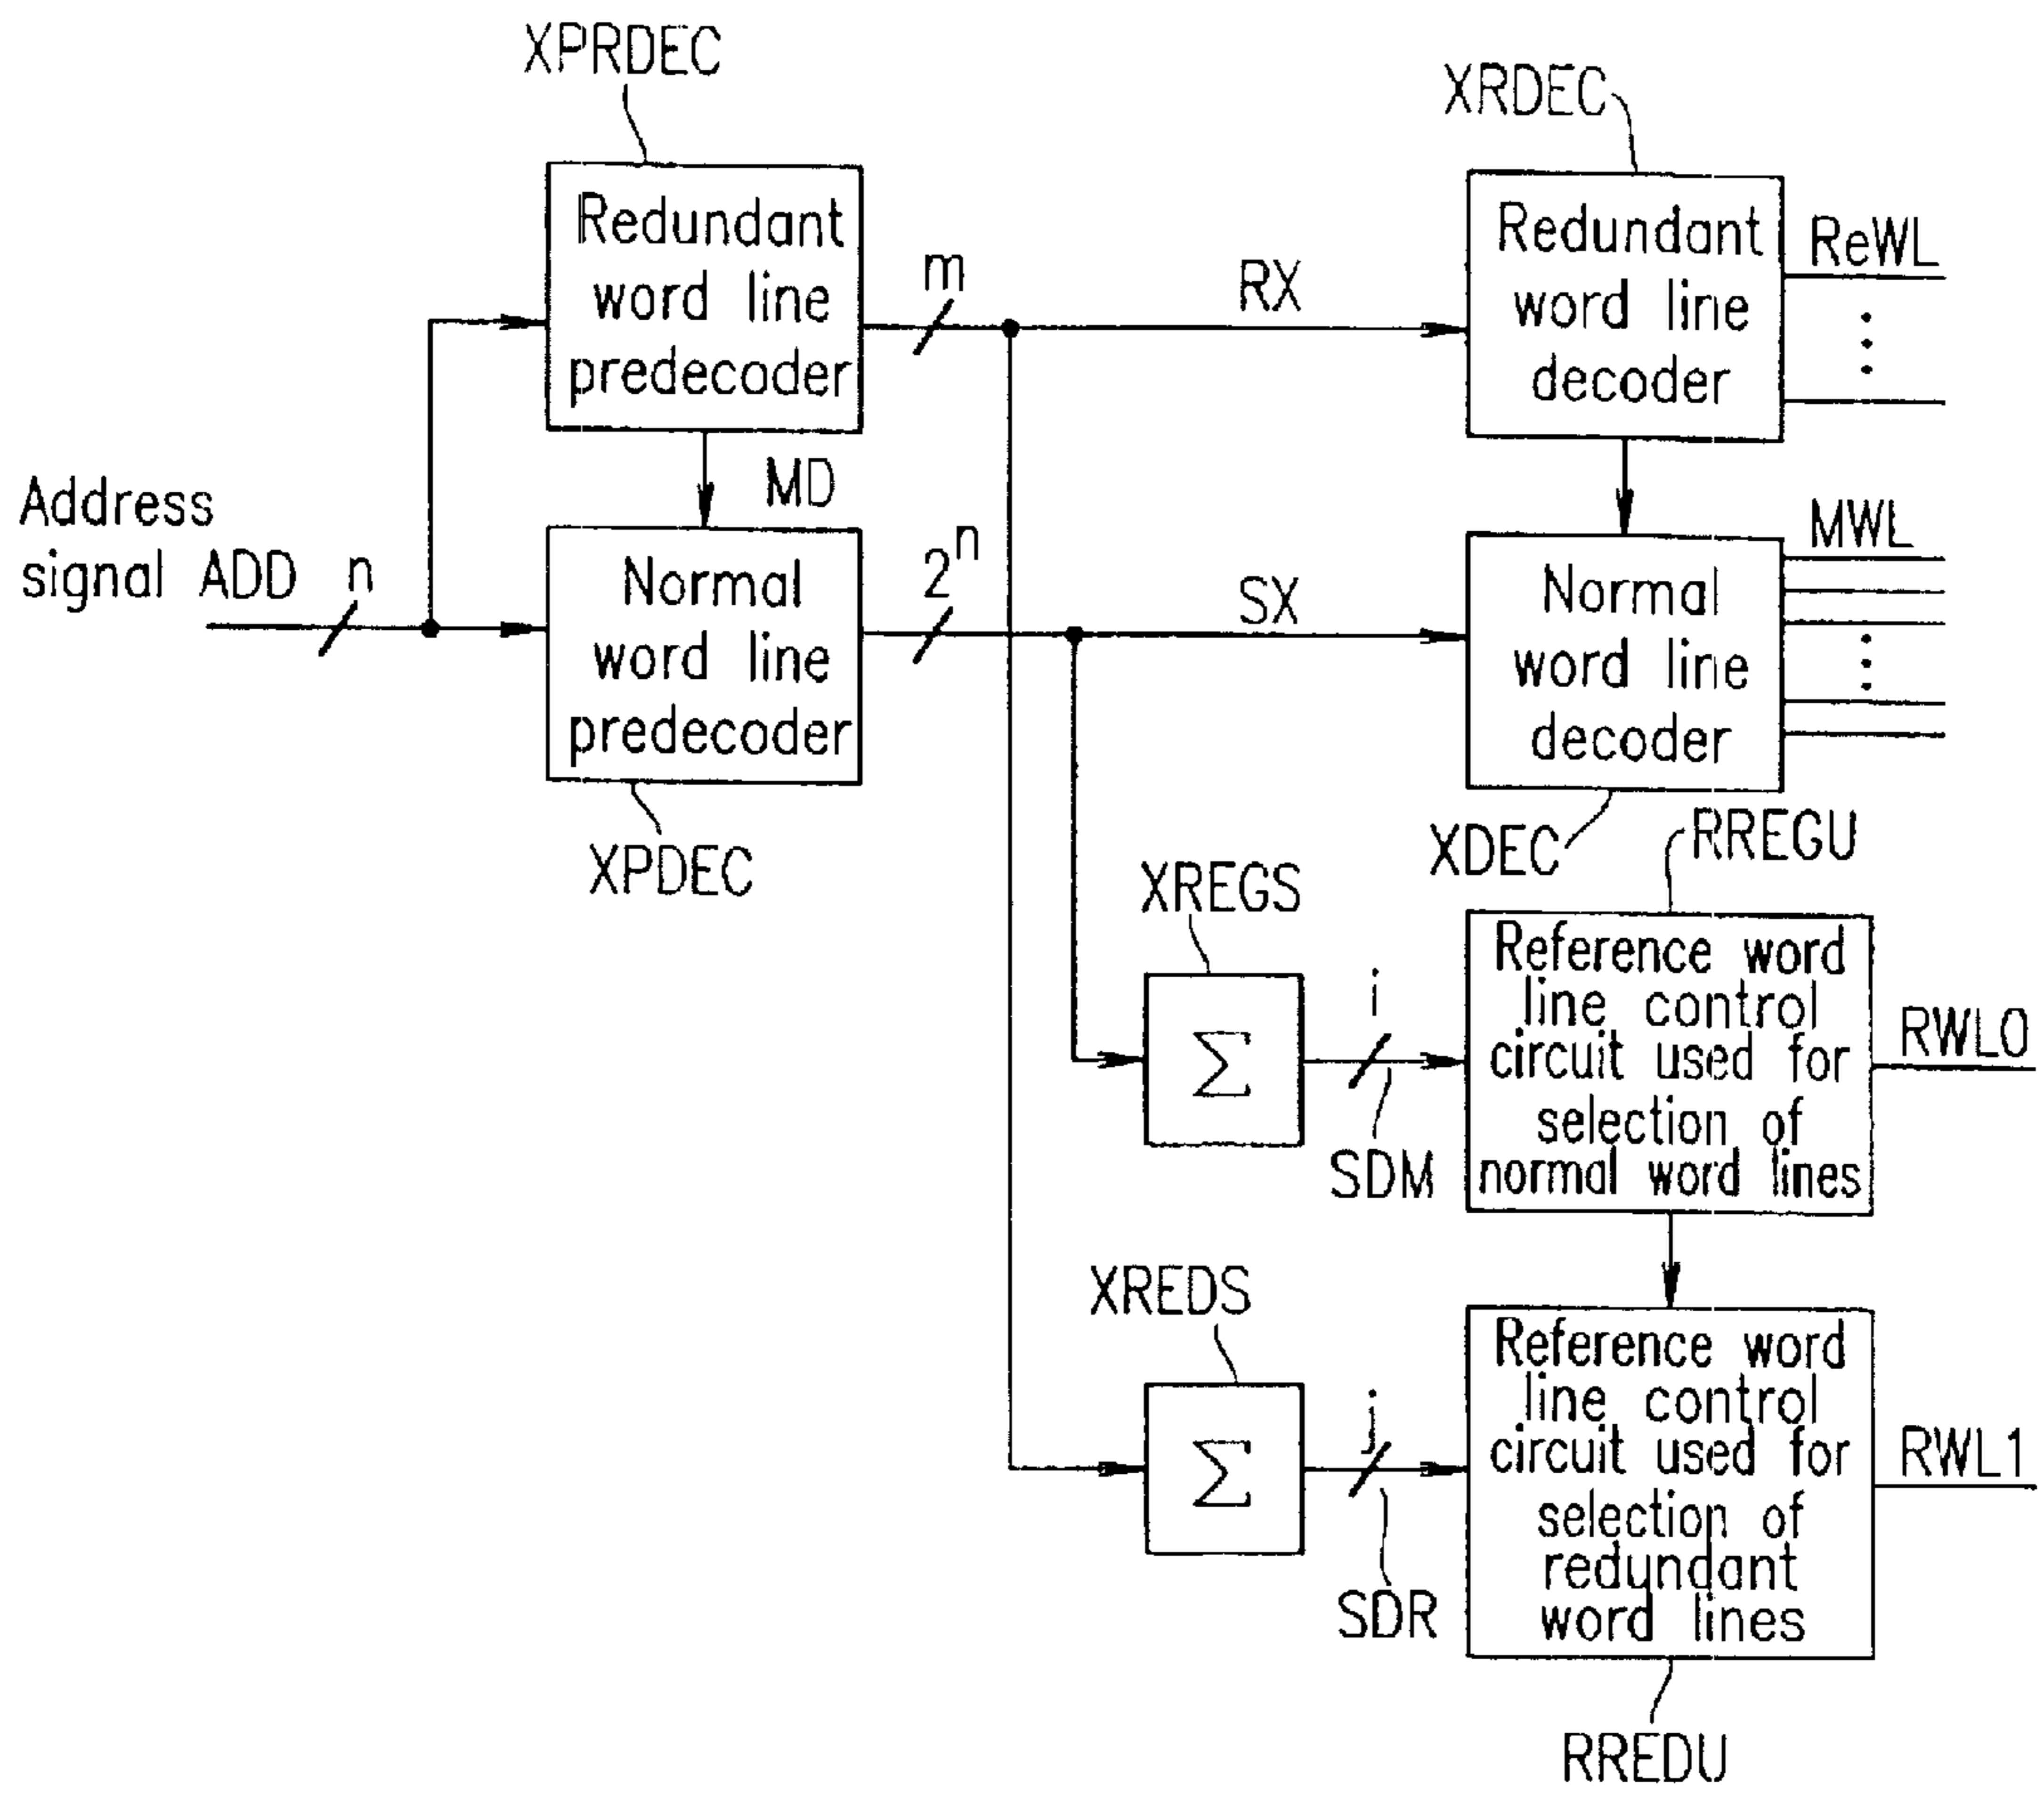 XPRDEC
Redundant
word line
predecoder
m
RX
XRDEC
Redundant
word line
decoder
ReWL
MD
Address
signal ADD
n
Normal
word line
predecoder
2^n
SX
Normal
word line
decoder
MWL
XPDEC
XDEC
RREGU
XREGS
Σ
i
SDM
Reference word
line control
circuit used for
selection of
normal word lines
RWL0
XREDS
Σ
j
SDR
Reference word
line control
circuit used for
selection of
redundant
word lines
RWL1
RREDU